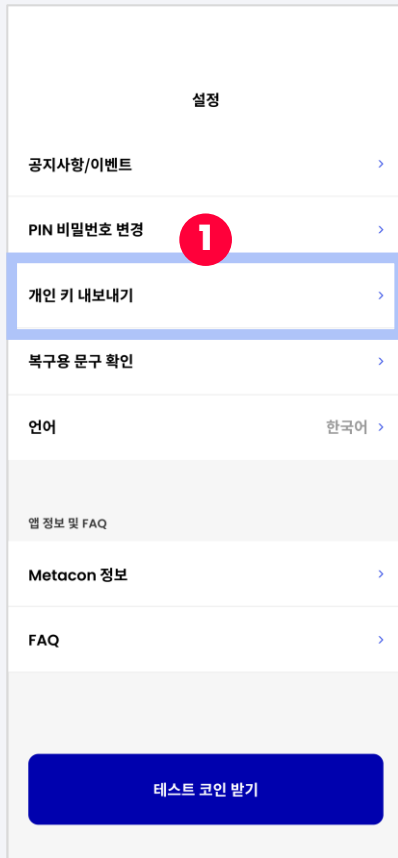 설정
공지사항/이벤트
PIN 비밀번호 변경
1
개인 키 내보내기
복구용 문구 확인
언어 한국어
앱 정보 및 FAQ
Metacon 정보
FAQ
테스트 코인 받기